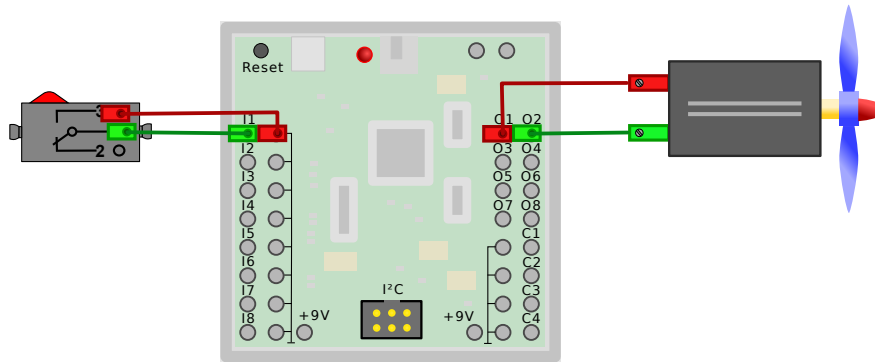 Reset
3
2
I1
I2
I3
I4
I5
I6
I7
I8
+9V
I²C
+9V
O1 O2
O3 O4
O5 O6
O7 O8
C1
C2
C3
C4